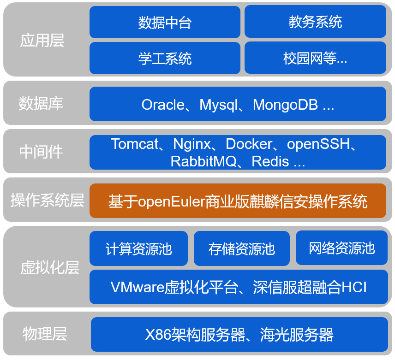 应用层
数据中台
教务系统
学工系统
校园网等...
数据库
Oracle、Mysql、MongoDB ...
中间件
Tomcat、Nginx、Docker、openSSH、
RabbitMQ、Redis ...
操作系统层
基于openEuler商业版麒麟信安操作系统
虚拟化层
计算资源池
存储资源池
网络资源池
VMware虚拟化平台、深信服超融合HCI
物理层
X86架构服务器、海光服务器